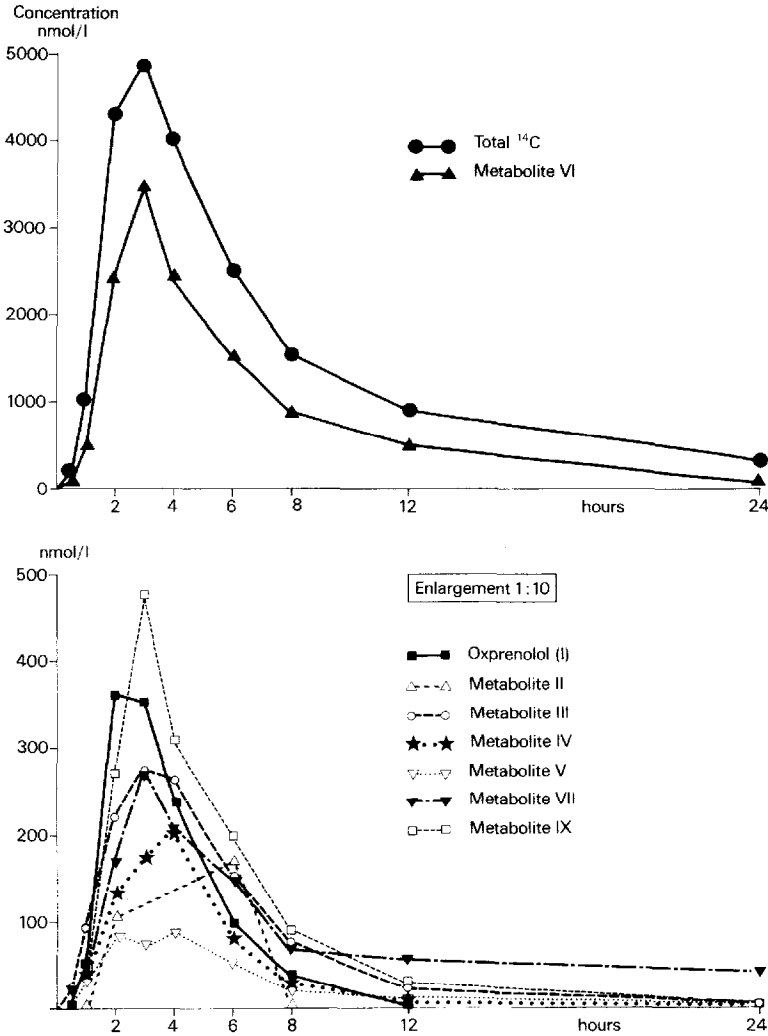 Concentration
nmol/l
5000
4000
3000
2000
1000
0
Total ¹⁴C
Metabolite VI
2 4 6 8 12 hours 24
nmol/l
500
400
300
200
100
Enlargement 1:10
Oxprenolol (I)
Metabolite II
Metabolite III
Metabolite IV
Metabolite V
Metabolite VII
Metabolite IX
2 4 6 8 12 hours 24